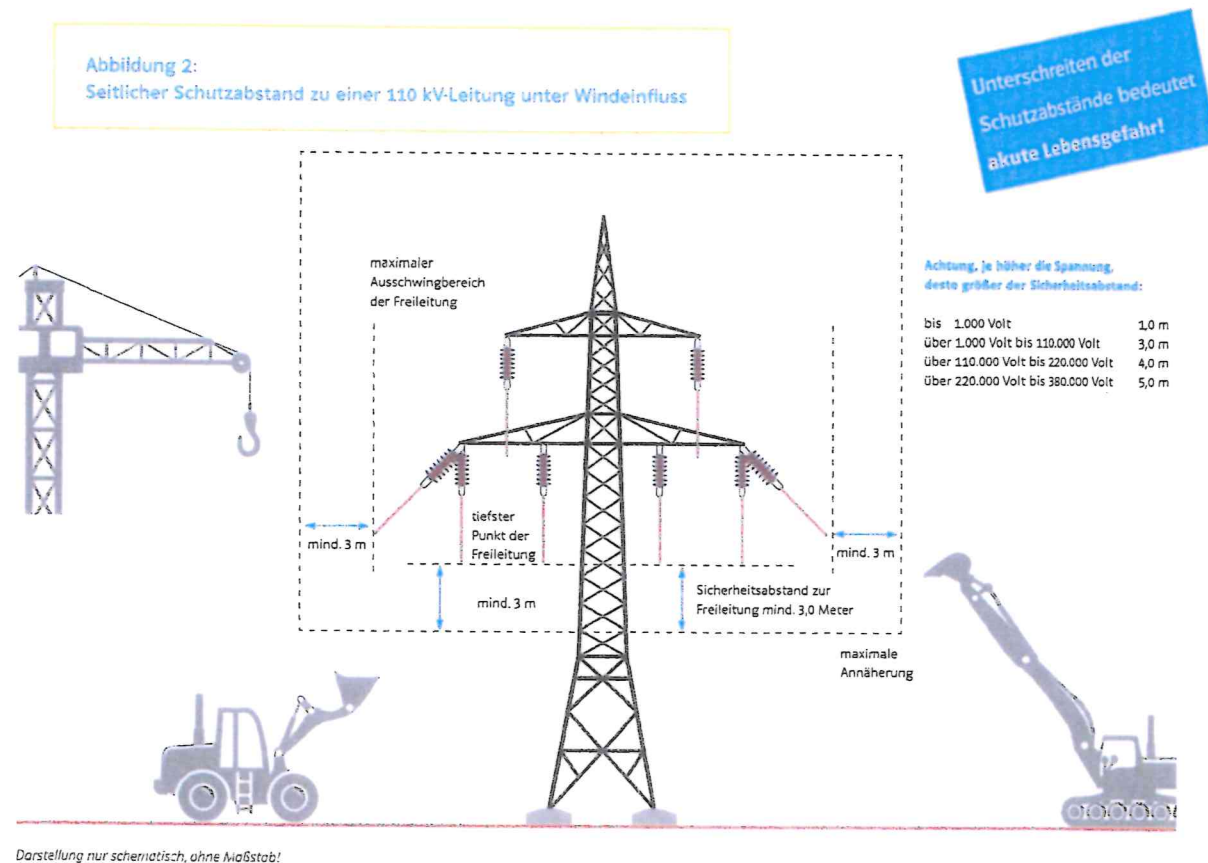 Abbildung 2:
Seitlicher Schutzabstand zu einer 110 kV-Leitung unter Windeinfluss
Unterschreiten der
Schutzabstände bedeutet
akute Lebensgefahr!
maximaler
Ausschwingbereich
der Freileitung
Achtung, je höher die Spannung,
desto größer der Sicherheitsabstand:
bis 1.000 Volt 1,0 m
über 1.000 Volt bis 110.000 Volt 3,0 m
über 110.000 Volt bis 220.000 Volt 4,0 m
über 220.000 Volt bis 380.000 Volt 5,0 m
mind. 3 m
tiefster
Punkt der
Freileitung
mind. 3 m
mind. 3 m
Sicherheitsabstand zur
Freileitung mind. 3,0 Meter
maximale
Annäherung
Darstellung nur schematisch, ohne Maßstab!